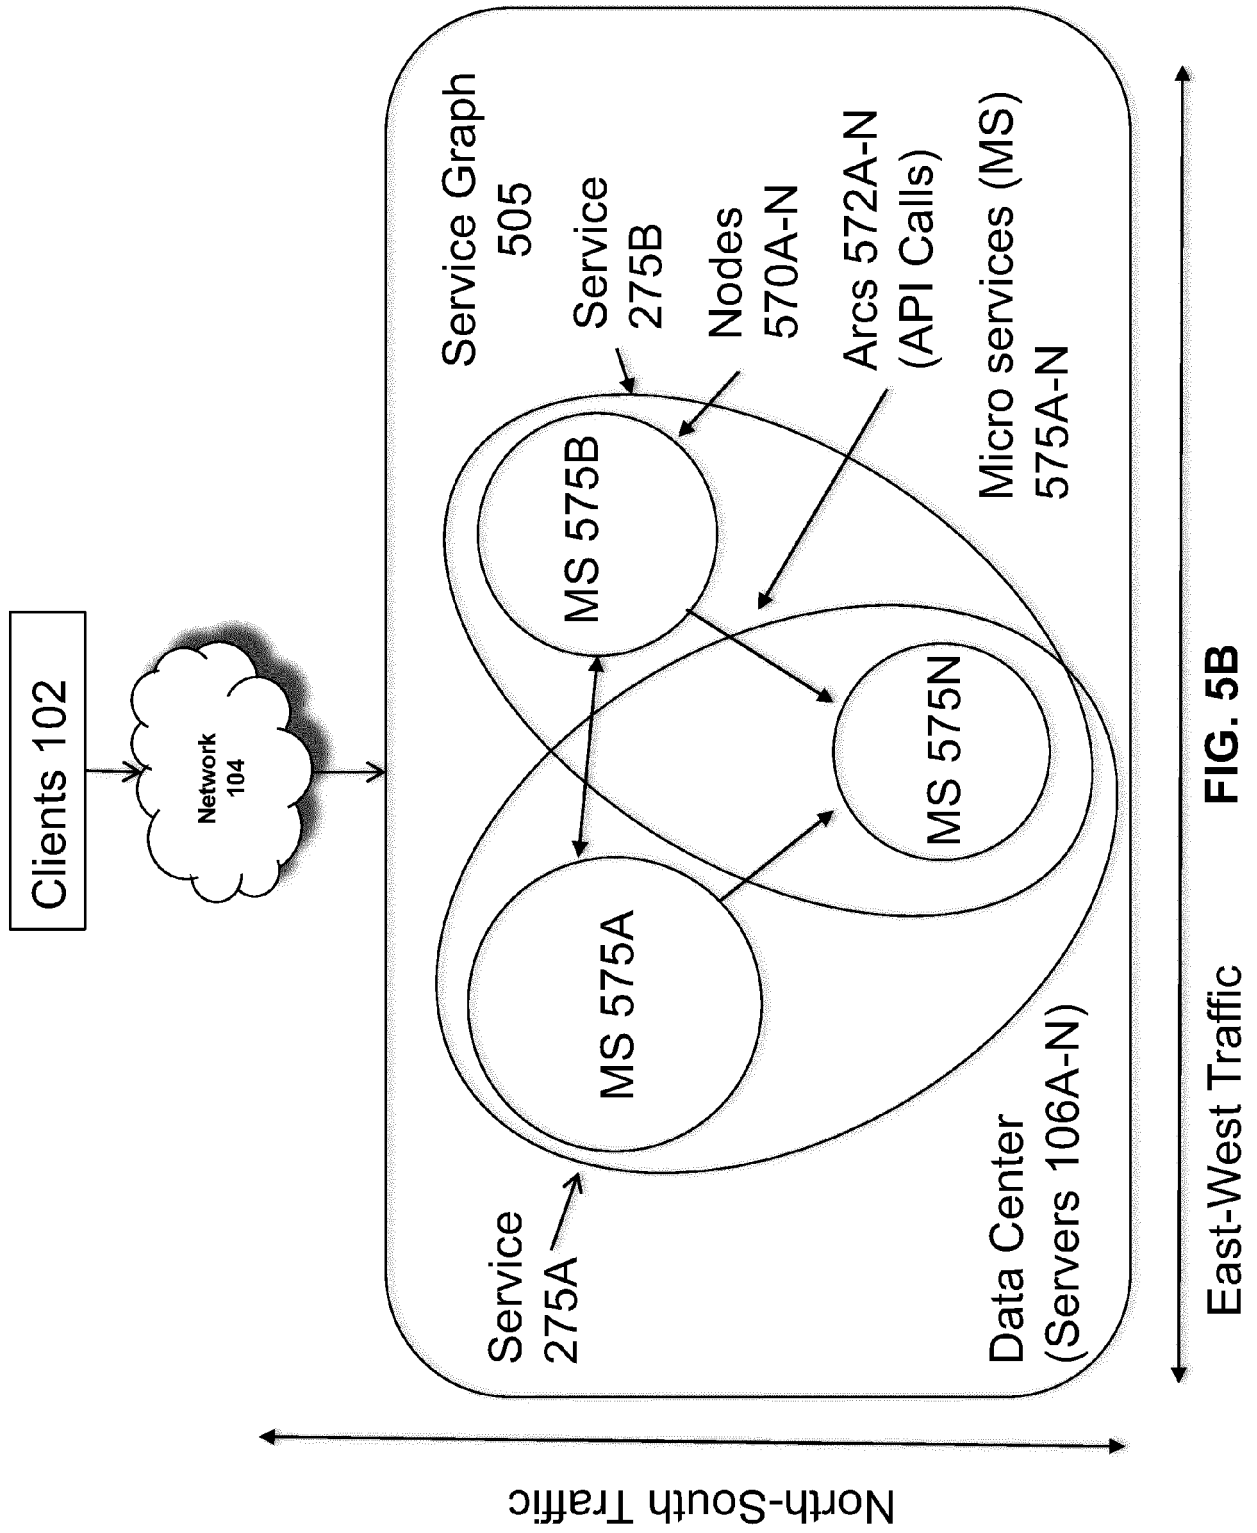 Clients 102
Network
104
Service Graph
505
Service
275B
Nodes
570A-N
Arcs 572A-N
(API Calls)
Micro services (MS)
575A-N
MS 575B
MS 575A
MS 575N
Service
275A
Data Center
(Servers 106A-N)
North-South Traffic
East-West Traffic
FIG. 5B